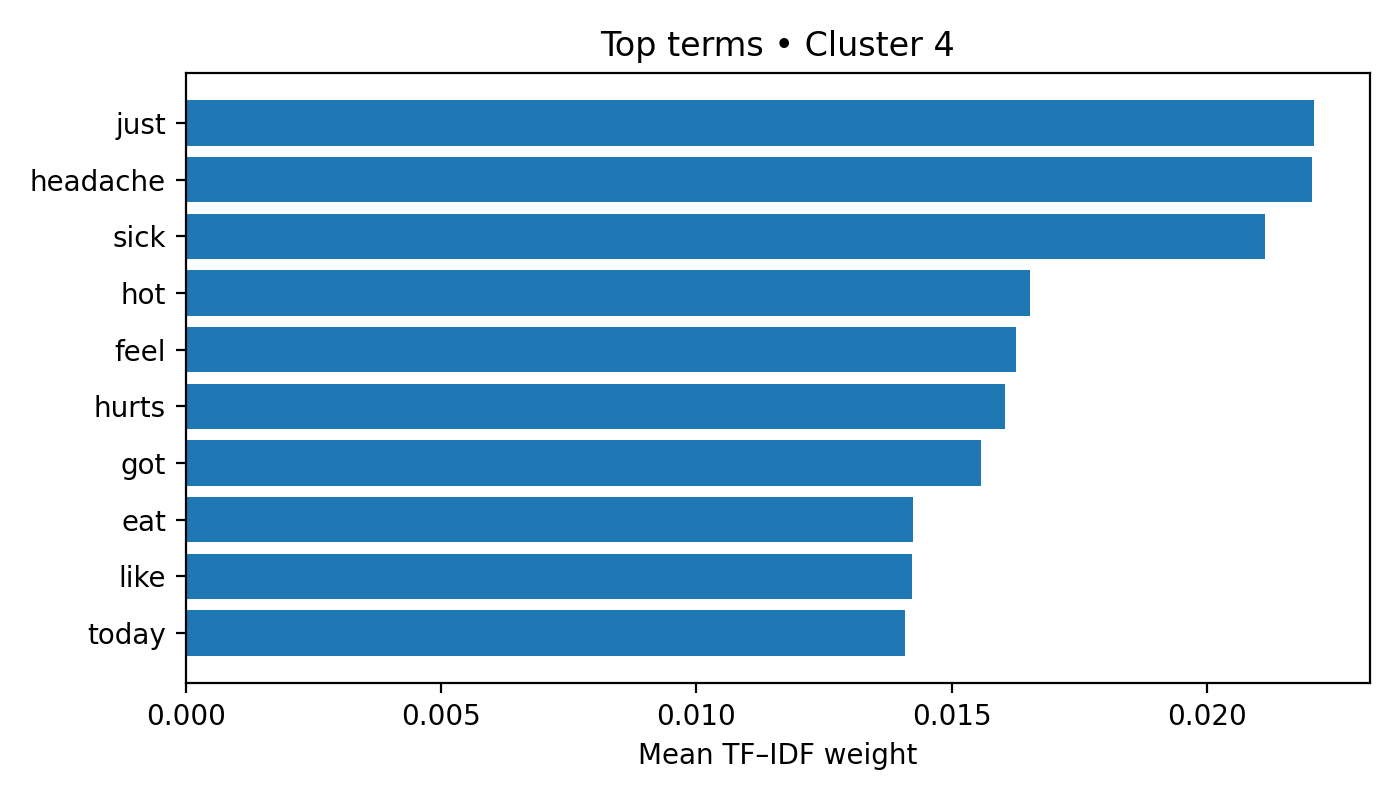 Top terms • Cluster 4
just
headache
sick
hot
feel
hurts
got
eat
like
today
0.000 0.005 0.010 0.015 0.020
Mean TF–IDF weight